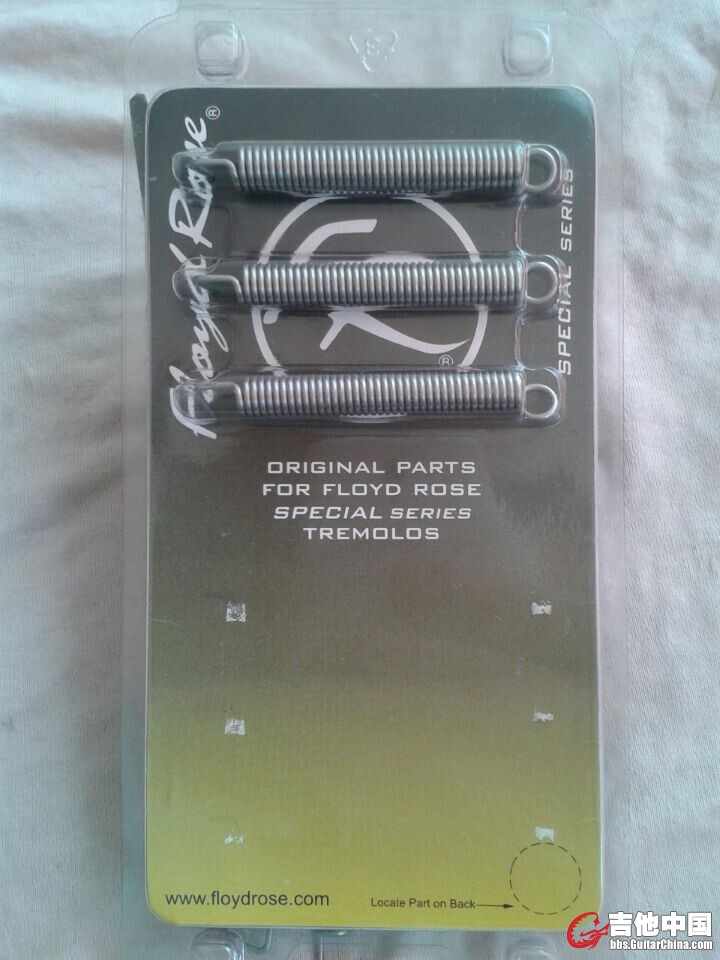 Floyd Rose ®
SPECIAL SERIES
®
ORIGINAL PARTS
FOR FLOYD ROSE
SPECIAL SERIES
TREMOLOS
www.floydrose.com
Locate Part on Back
吉他中国
bbs.GuitarChina.com